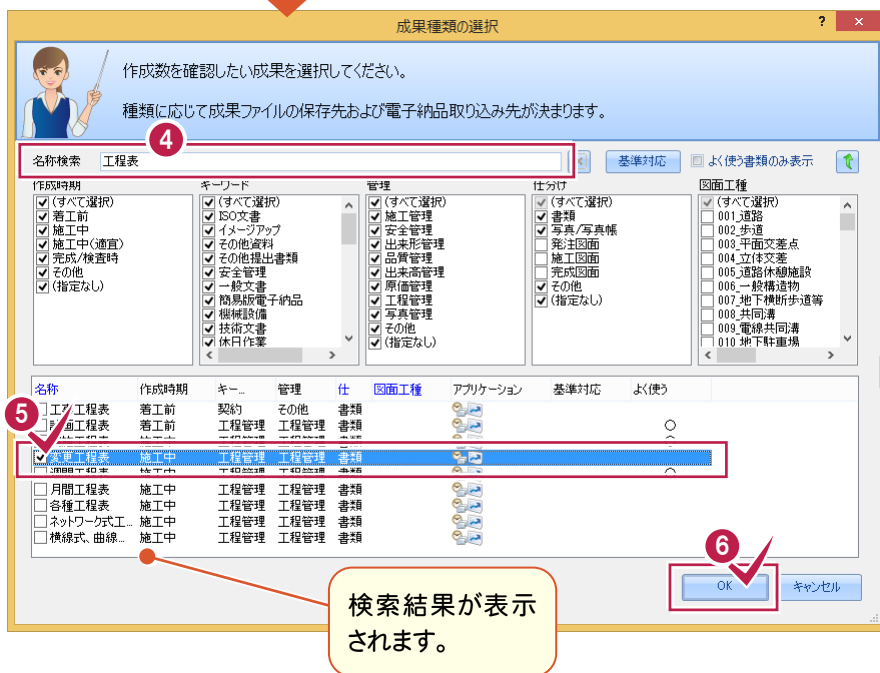 成果種類の選択
? ×
作成数を確認したい成果を選択してください。
種類に応じて成果ファイルの保存先および電子納品取り込み先が決まります。
4
名称検索 工程表 基準対応 よく使う書類のみ表示
作成時期 キーワード 管理 仕分け 図面工種
(すべて選択) (すべて選択) (すべて選択) (すべて選択) (すべて選択)
着工前 ISO文書 施工管理 書類 001_道路
施工中 イメージアップ 安全管理 写真/写真帳 002_歩道
施工中(適宜) その他資料 出来形管理 発注図面 003_平面交差点
完成/検査時 その他提出書類 品質管理 施工図面 004_立体交差
その他 安全管理 出来高管理 完成図面 005_道路休憩施設
(指定なし) 一般文書 原価管理 その他 006_一般構造物
簡易版電子納品 工程管理 (指定なし) 007_地下横断歩道等
機械設備 写真管理 008_共同溝
技術文書 その他 009_電線共同溝
休日作業 (指定なし) 010_地下駐車場
名称 作成時期 キー... 管理 仕 図面工種 アプリケーション 基準対応 よく使う
5
工程表 着工前 契約 その他 書類
工程表 着工前 工程管理 工程管理 書類 ○
変更工程表 施工中 工程管理 工程管理 書類
週間工程表 施工中 工程管理 工程管理 書類 ○
月間工程表 施工中 工程管理 工程管理 書類
各種工程表 施工中 工程管理 工程管理 書類
ネットワーク式工... 施工中 工程管理 工程管理 書類
横線式、曲線... 施工中 工程管理 工程管理 書類
6
OK キャンセル
検索結果が表示
されます。